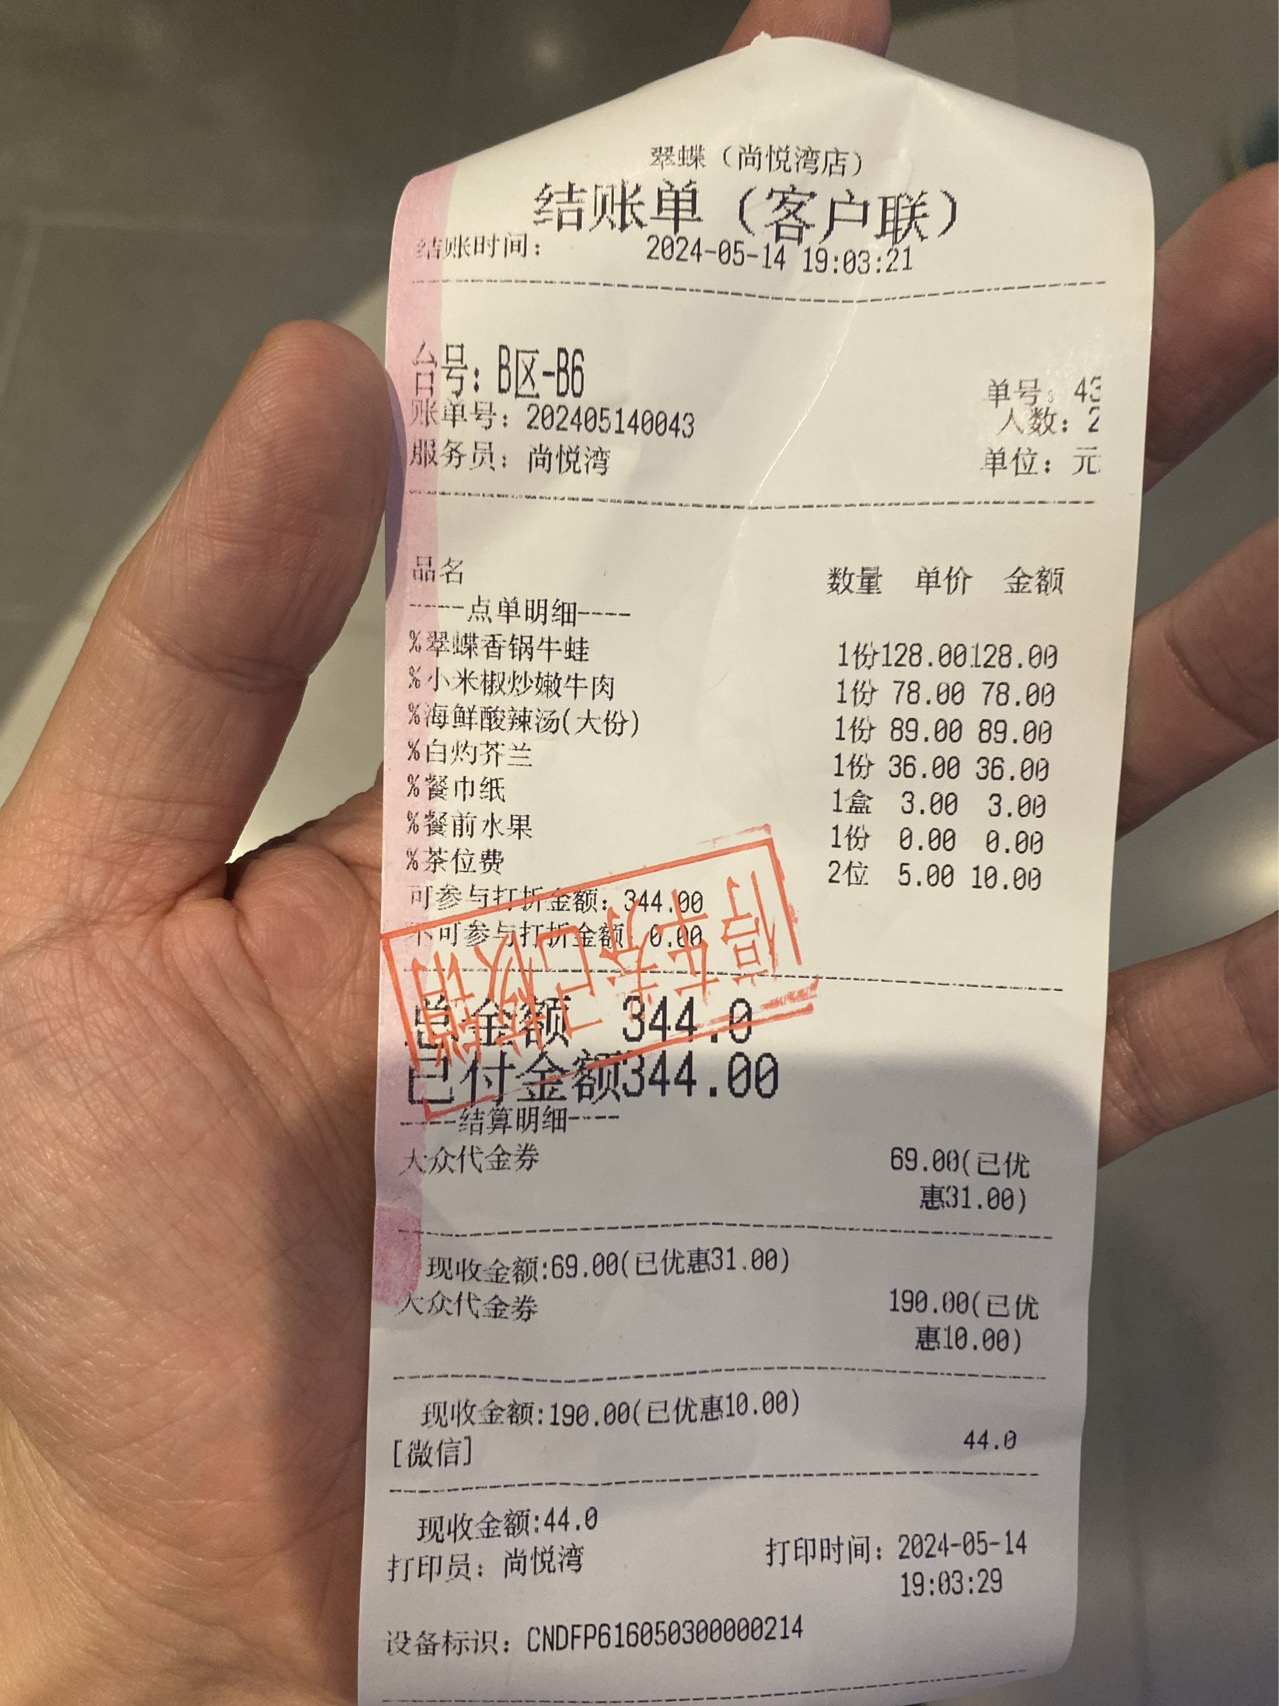 翠蝶（尚悦湾店）
结账单（客户联）
结账时间： 2024-05-14 19:03:21
台号：B区-B6
单号：43
账单号：202405140043
人数：2
服务员：尚悦湾
单位：元
品名 数量 单价 金额
-----点单明细----
%翠蝶香锅牛蛙 1份 128.00 128.00
%小米椒炒嫩牛肉 1份 78.00 78.00
%海鲜酸辣汤(大份) 1份 89.00 89.00
%白灼芥兰 1份 36.00 36.00
%餐巾纸 1盒 3.00 3.00
%餐前水果 1份 0.00 0.00
%茶位费 2位 5.00 10.00
可参与打折金额：344.00
不可参与打折金额：0.00
总金额 344.0
已付金额344.00
-----结算明细----
大众代金券 69.00(已优
惠31.00)
现收金额:69.00(已优惠31.00)
大众代金券 190.00(已优
惠10.00)
现收金额:190.00(已优惠10.00)
[微信] 44.0
现收金额:44.0
打印员：尚悦湾 打印时间：2024-05-14
19:03:29
设备标识：CNDFP616050300000214